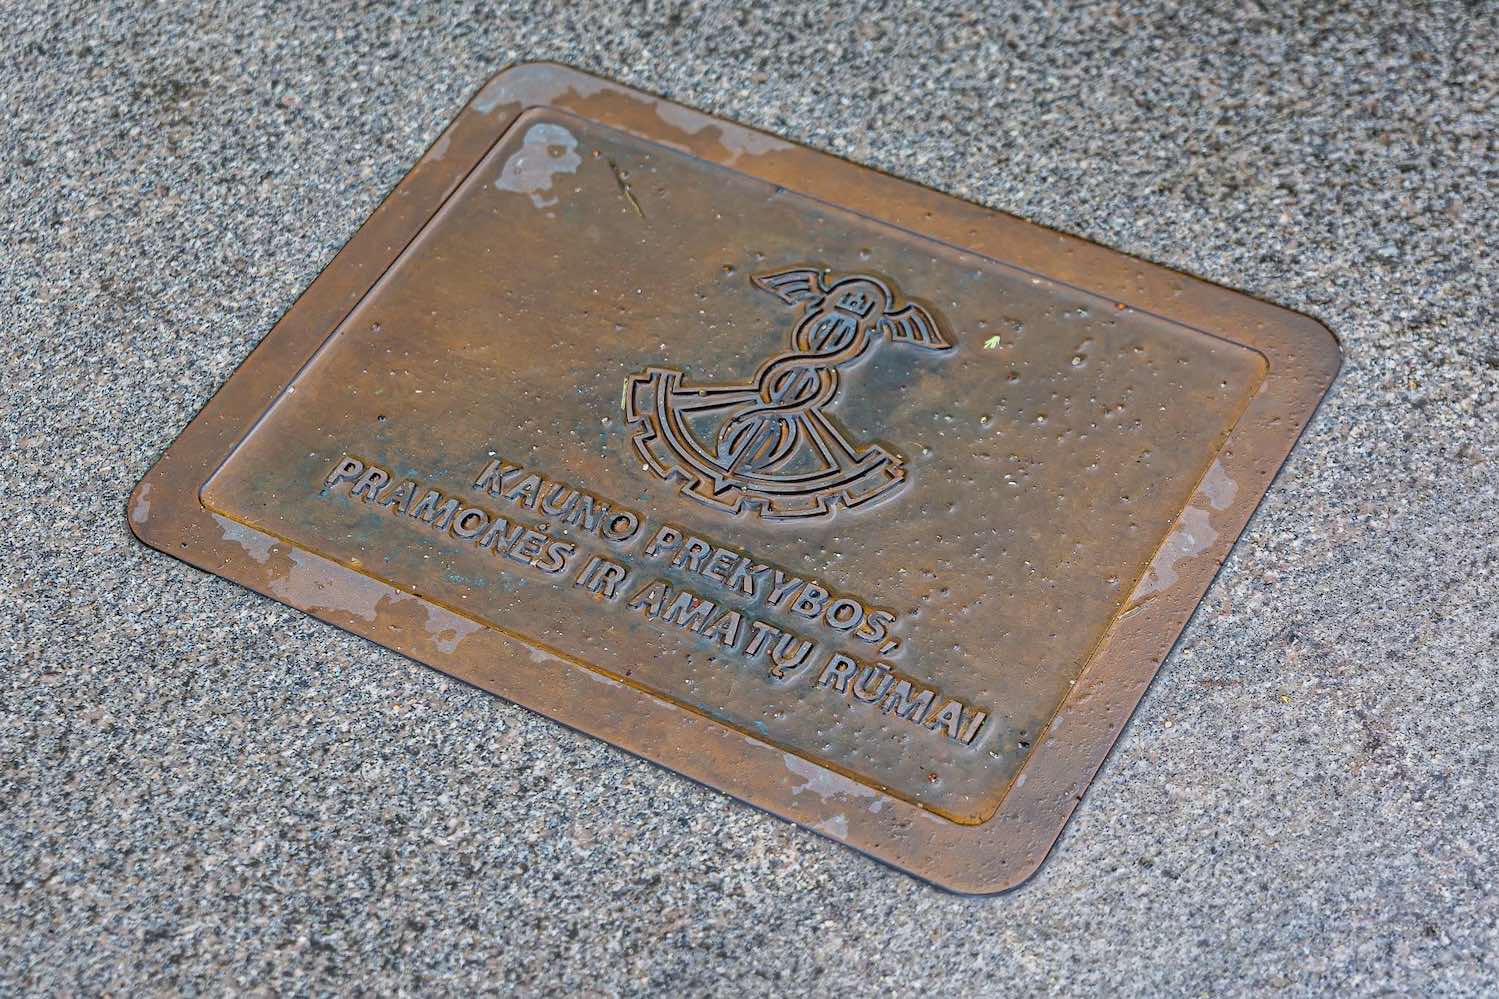 KAUNO PREKYBOS,
PRAMONĖS IR AMATŲ RŪMAI